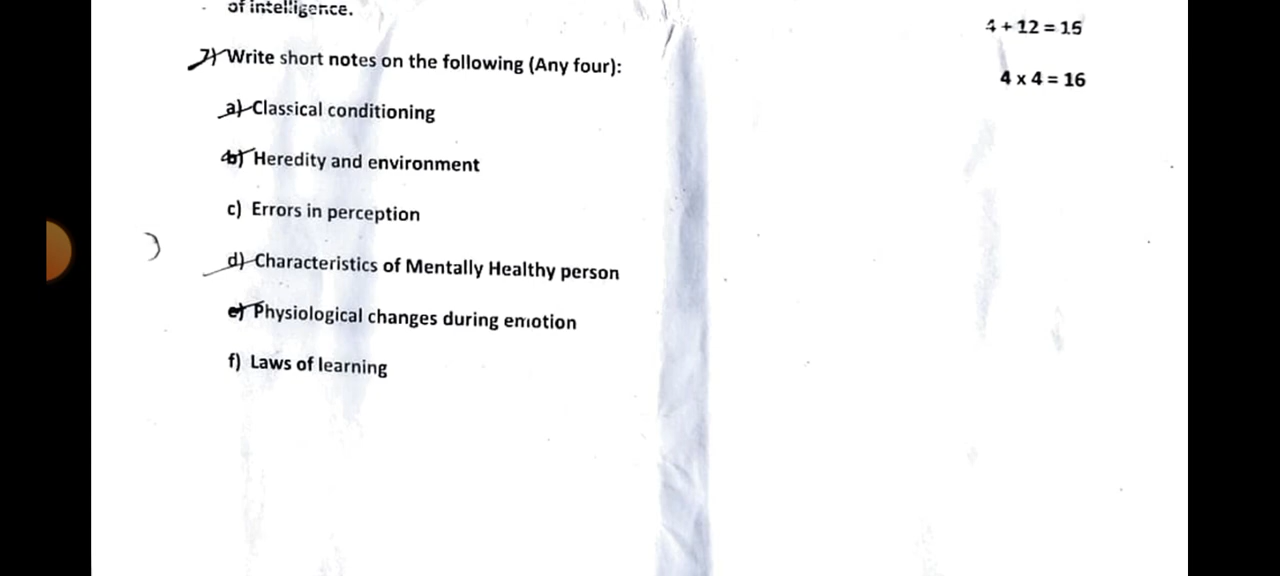 of intelligence.
4 + 12 = 15
7) Write short notes on the following (Any four):
4 x 4 = 16
a) Classical conditioning
b) Heredity and environment
c) Errors in perception
d) Characteristics of Mentally Healthy person
e) Physiological changes during emotion
f) Laws of learning